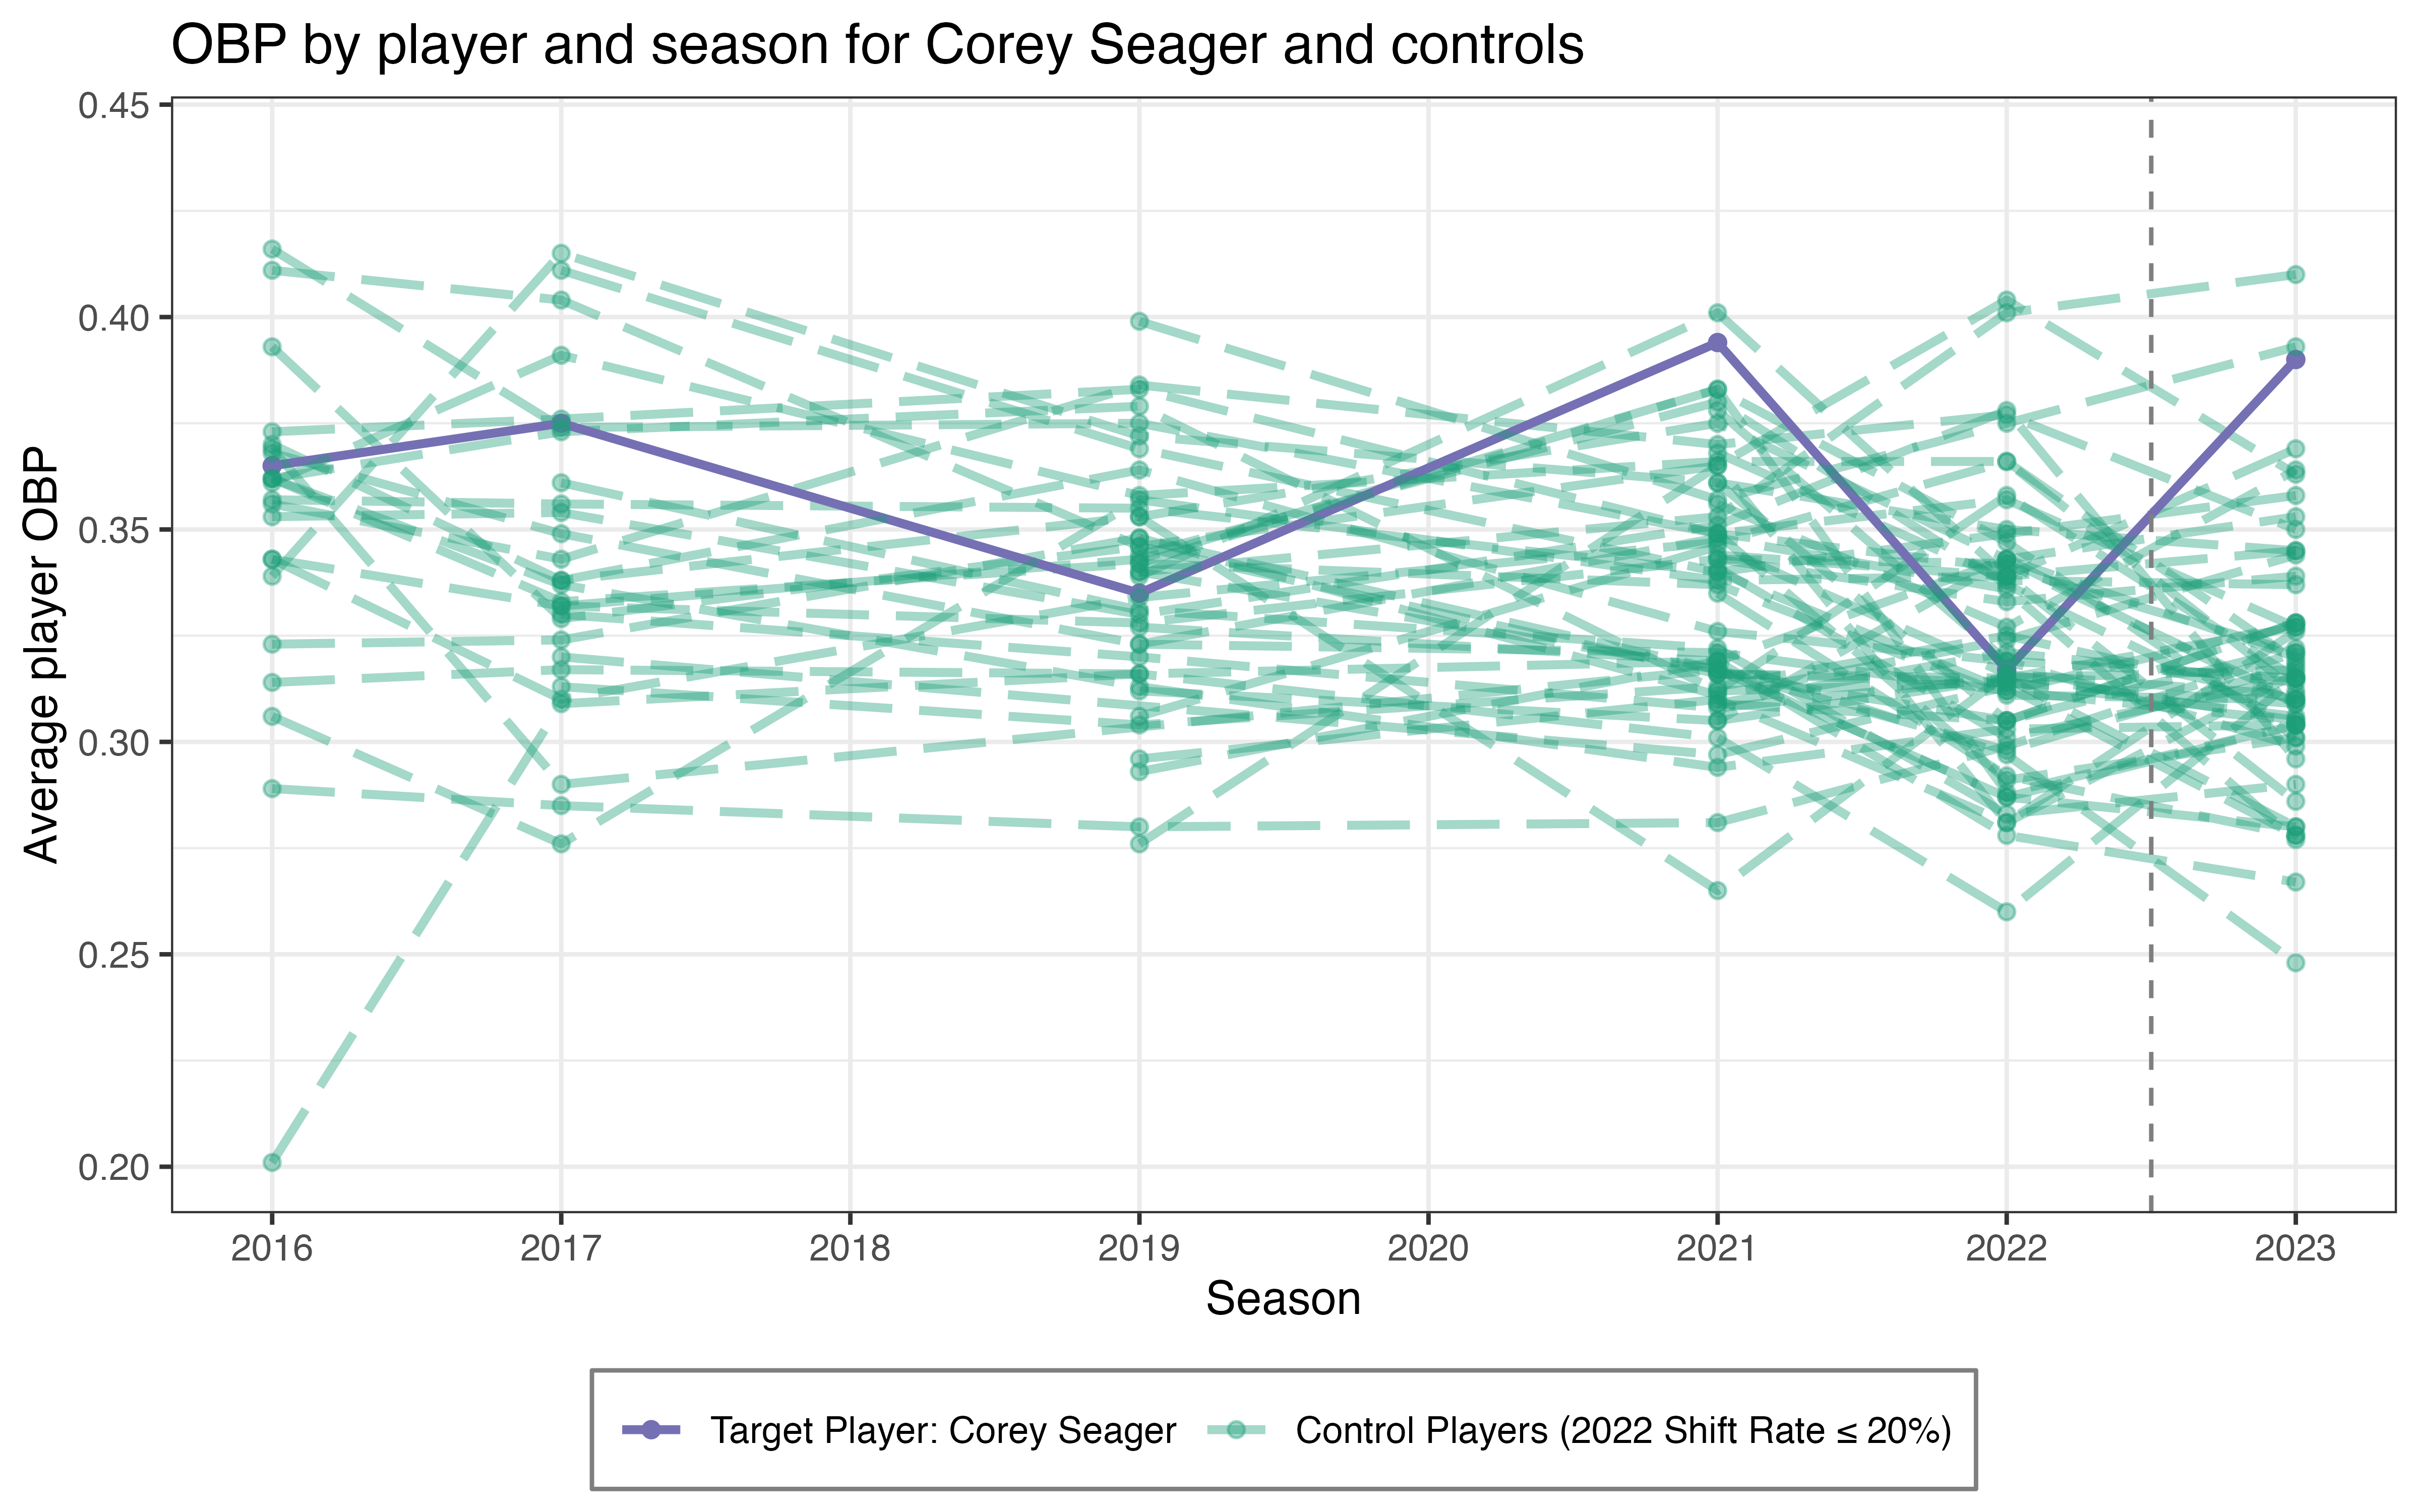 OBP by player and season for Corey Seager and controls
Average player OBP
0.45
0.40
0.35
0.30
0.25
0.20
2016 2017 2018 2019 2020 2021 2022 2023
Season
Target Player: Corey Seager Control Players (2022 Shift Rate ≤ 20%)